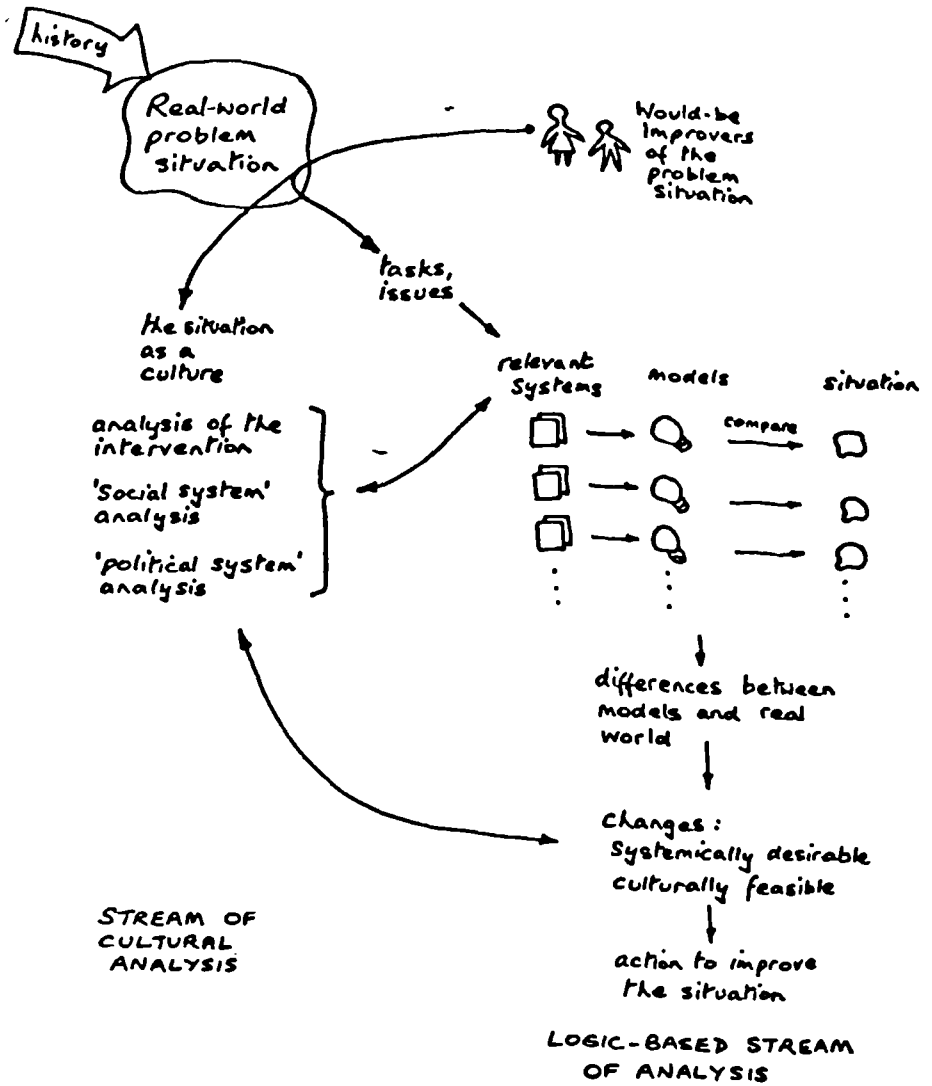 history
Real-world
problem
situation
Would-be
improvers
of the
problem
situation
tasks,
issues
the situation
as a
culture
relevant
systems
models
situation
analysis of the
intervention
'social system'
analysis
'political system'
analysis
compare
differences between
models and real
world
changes:
systemically desirable
culturally feasible
action to improve
the situation
STREAM OF
CULTURAL
ANALYSIS
LOGIC-BASED STREAM
OF ANALYSIS